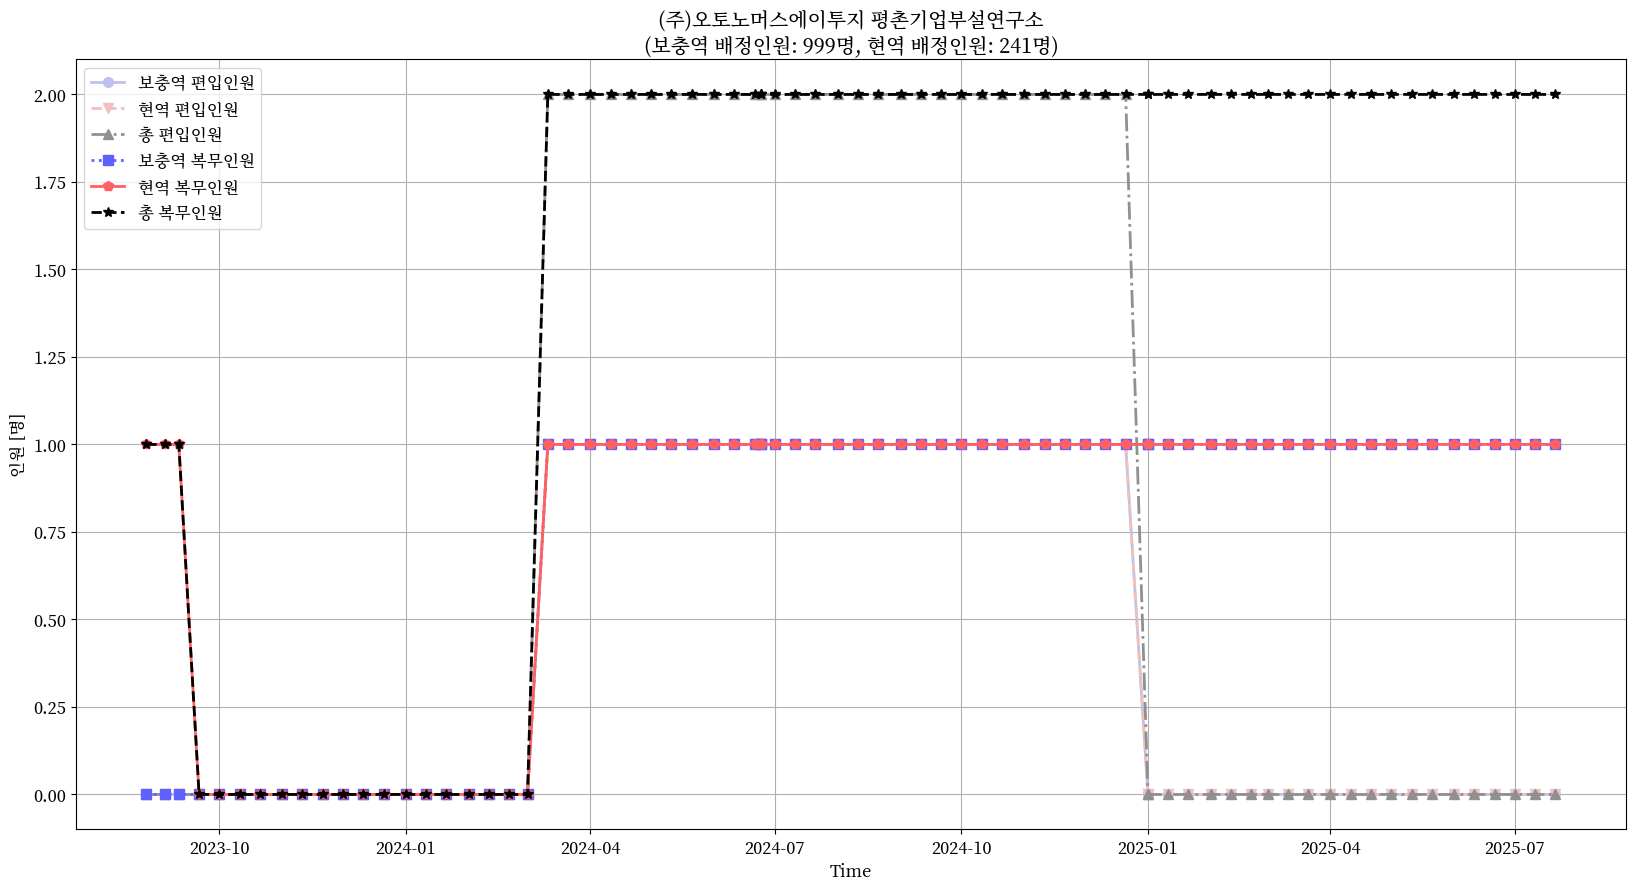 (주)오토노머스에이투지 평촌기업부설연구소
(보충역 배정인원: 999명, 현역 배정인원: 241명)
보충역 편입인원
현역 편입인원
총 편입인원
보충역 복무인원
현역 복무인원
총 복무인원
2.00
1.75
1.50
1.25
1.00
0.75
0.50
0.25
0.00
인원 [명]
2023-10
2024-01
2024-04
2024-07
2024-10
2025-01
2025-04
2025-07
Time